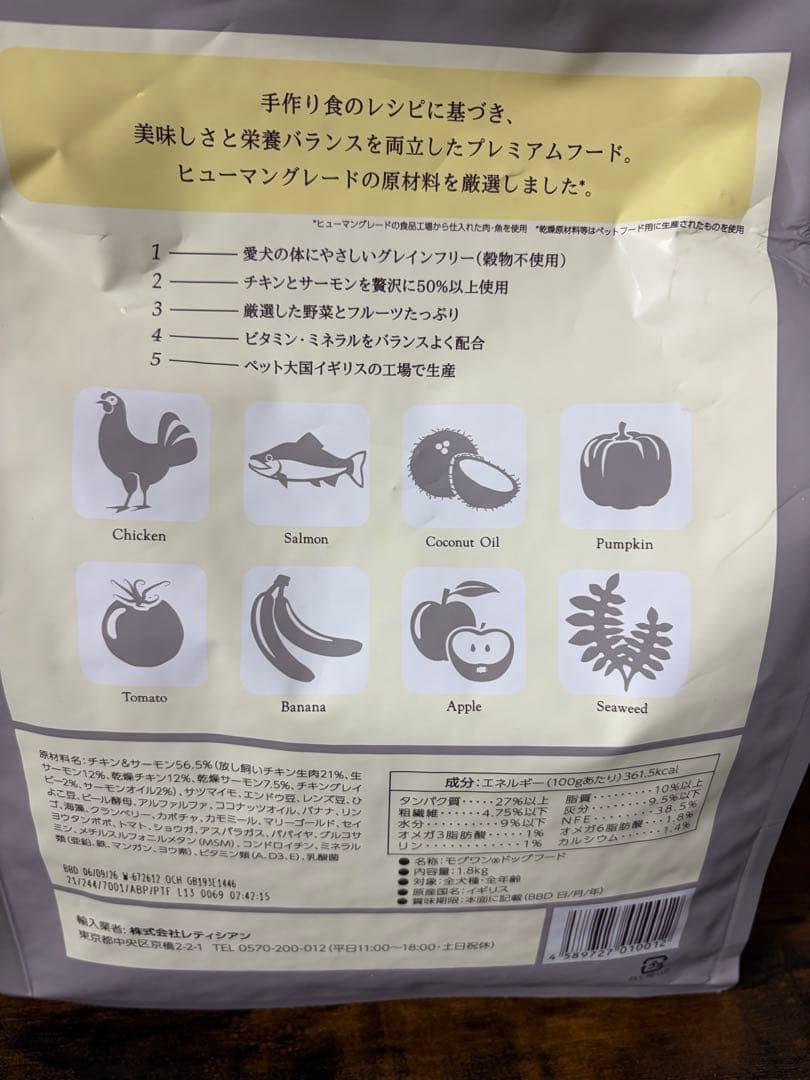 手作り食のレシピに基づき、
美味しさと栄養バランスを両立したプレミアムフード。
ヒューマングレードの原材料を厳選しました*。
*ヒューマングレードの食品工場から仕入れた肉・魚を使用 *乾燥原材料等はペットフード用に生産されたものを使用
1 愛犬の体にやさしいグレインフリー(穀物不使用)
2 チキンとサーモンを贅沢に50%以上使用
3 厳選した野菜とフルーツたっぷり
4 ビタミン・ミネラルをバランスよく配合
5 ペット大国イギリスの工場で生産
Chicken
Salmon
Coconut Oil
Pumpkin
Tomato
Banana
Apple
Seaweed
原材料名:チキン&サーモン56.5%(放し飼いチキン生肉21%、生
サーモン12%、乾燥チキン12%、乾燥サーモン7.5%、チキングレイ
ビー2%、サーモンオイル2%)、サツマイモ、エンドウ豆、レンズ豆、ひ
よこ豆、ビール酵母、アルファルファ、ココナッツオイル、バナナ、リン
ゴ、海藻、クランベリー、カボチャ、カモミール、マリーゴールド、セイ
ヨウタンポポ、トマト、ショウガ、アスパラガス、パパイヤ、グルコサ
ミン、メチルスルフォニルメタン(MSM)、コンドロイチン、ミネラル
類(亜鉛、鉄、マンガン、ヨウ素)、ビタミン類(A、D3、E)、乳酸菌
BBD 06/09/26 W-672612 OCH GB193E1446
21/244/7001/ABP/PTF L13 0069 02:42:15
成分:エネルギー(100gあたり)361.5kcal
タンパク質・・・・・27%以上 脂質・・・・・・・・・・10%以上
粗繊維・・・・・・4.75%以下 灰分・・・・・・・・・9.5%以下
水分・・・・・・・・・9%以下 NFE・・・・・・・・・・38.5%
オメガ3脂肪酸・・・・・1% オメガ6脂肪酸・・・・1.8%
リン・・・・・・・・・・・・1% カルシウム・・・・・・1.4%
● 名称:モグワン®ドッグフード
● 内容量:1.8kg
● 対象:全犬種・全年齢
● 原産国名:イギリス
● 賞味期限:本面に記載(BBD 日/月/年)
輸入業者:株式会社レティシアン
東京都中央区京橋2-2-1 TEL 0570-200-012(平日11:00〜18:00・土日祝休)
4 589727 010012